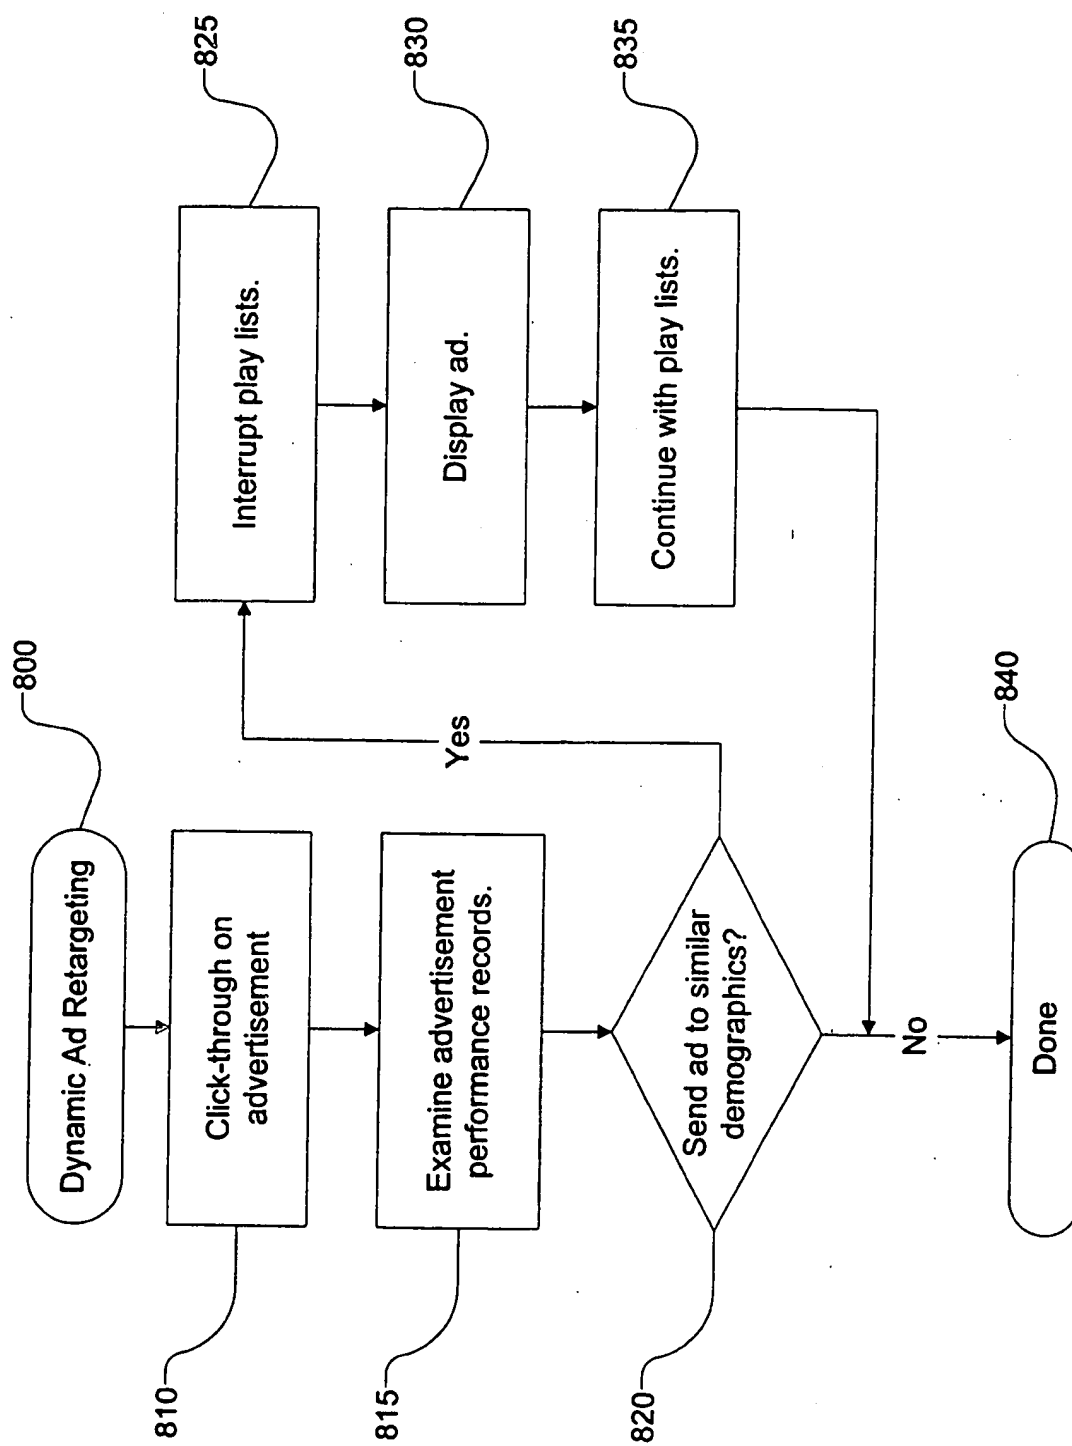 Dynamic Ad Retargeting
800
Click-through on
advertisement
810
Examine advertisement
performance records.
815
Send ad to similar
demographics?
820
Yes
No
Interrupt play lists.
825
Display ad.
830
Continue with play lists.
835
Done
840